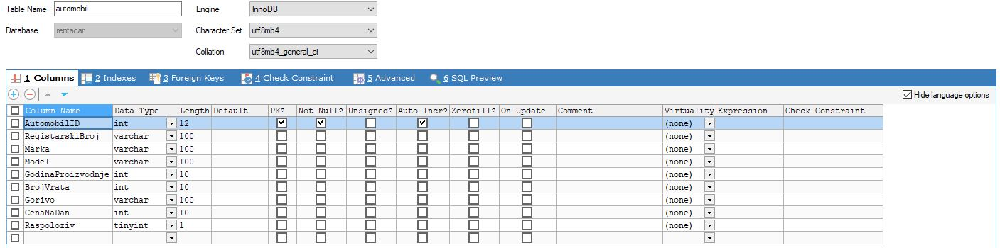 Table Name automobil Engine InnoDB
Database rentacar Character Set utf8mb4
Collation utf8mb4_general_ci
1 Columns 2 Indexes 3 Foreign Keys 4 Check Constraint 5 Advanced 6 SQL Preview
Hide language options
Column Name Data Type Length Default PK? Not Null? Unsigned? Auto Incr? Zerofill? On Update Comment Virtuality Expression Check Constraint
AutomobilID int 12 (none)
RegistarskiBroj varchar 100 (none)
Marka varchar 100 (none)
Model varchar 100 (none)
GodinaProizvodnje int 10 (none)
BrojVrata int 10 (none)
Gorivo varchar 100 (none)
CenaNaDan int 10 (none)
Raspoloziv tinyint 1 (none)